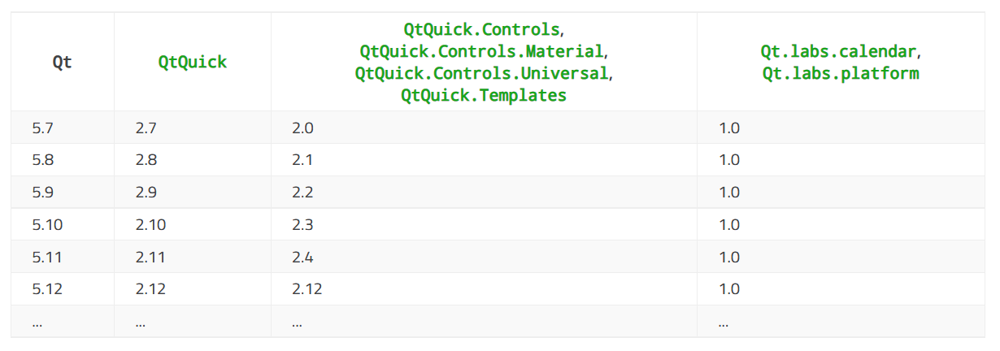 Qt QtQuick QtQuick.Controls,
QtQuick.Controls.Material,
QtQuick.Controls.Universal,
QtQuick.Templates
Qt.labs.calendar,
Qt.labs.platform
5.7 2.7 2.0 1.0
5.8 2.8 2.1 1.0
5.9 2.9 2.2 1.0
5.10 2.10 2.3 1.0
5.11 2.11 2.4 1.0
5.12 2.12 2.12 1.0
... ... ... ...